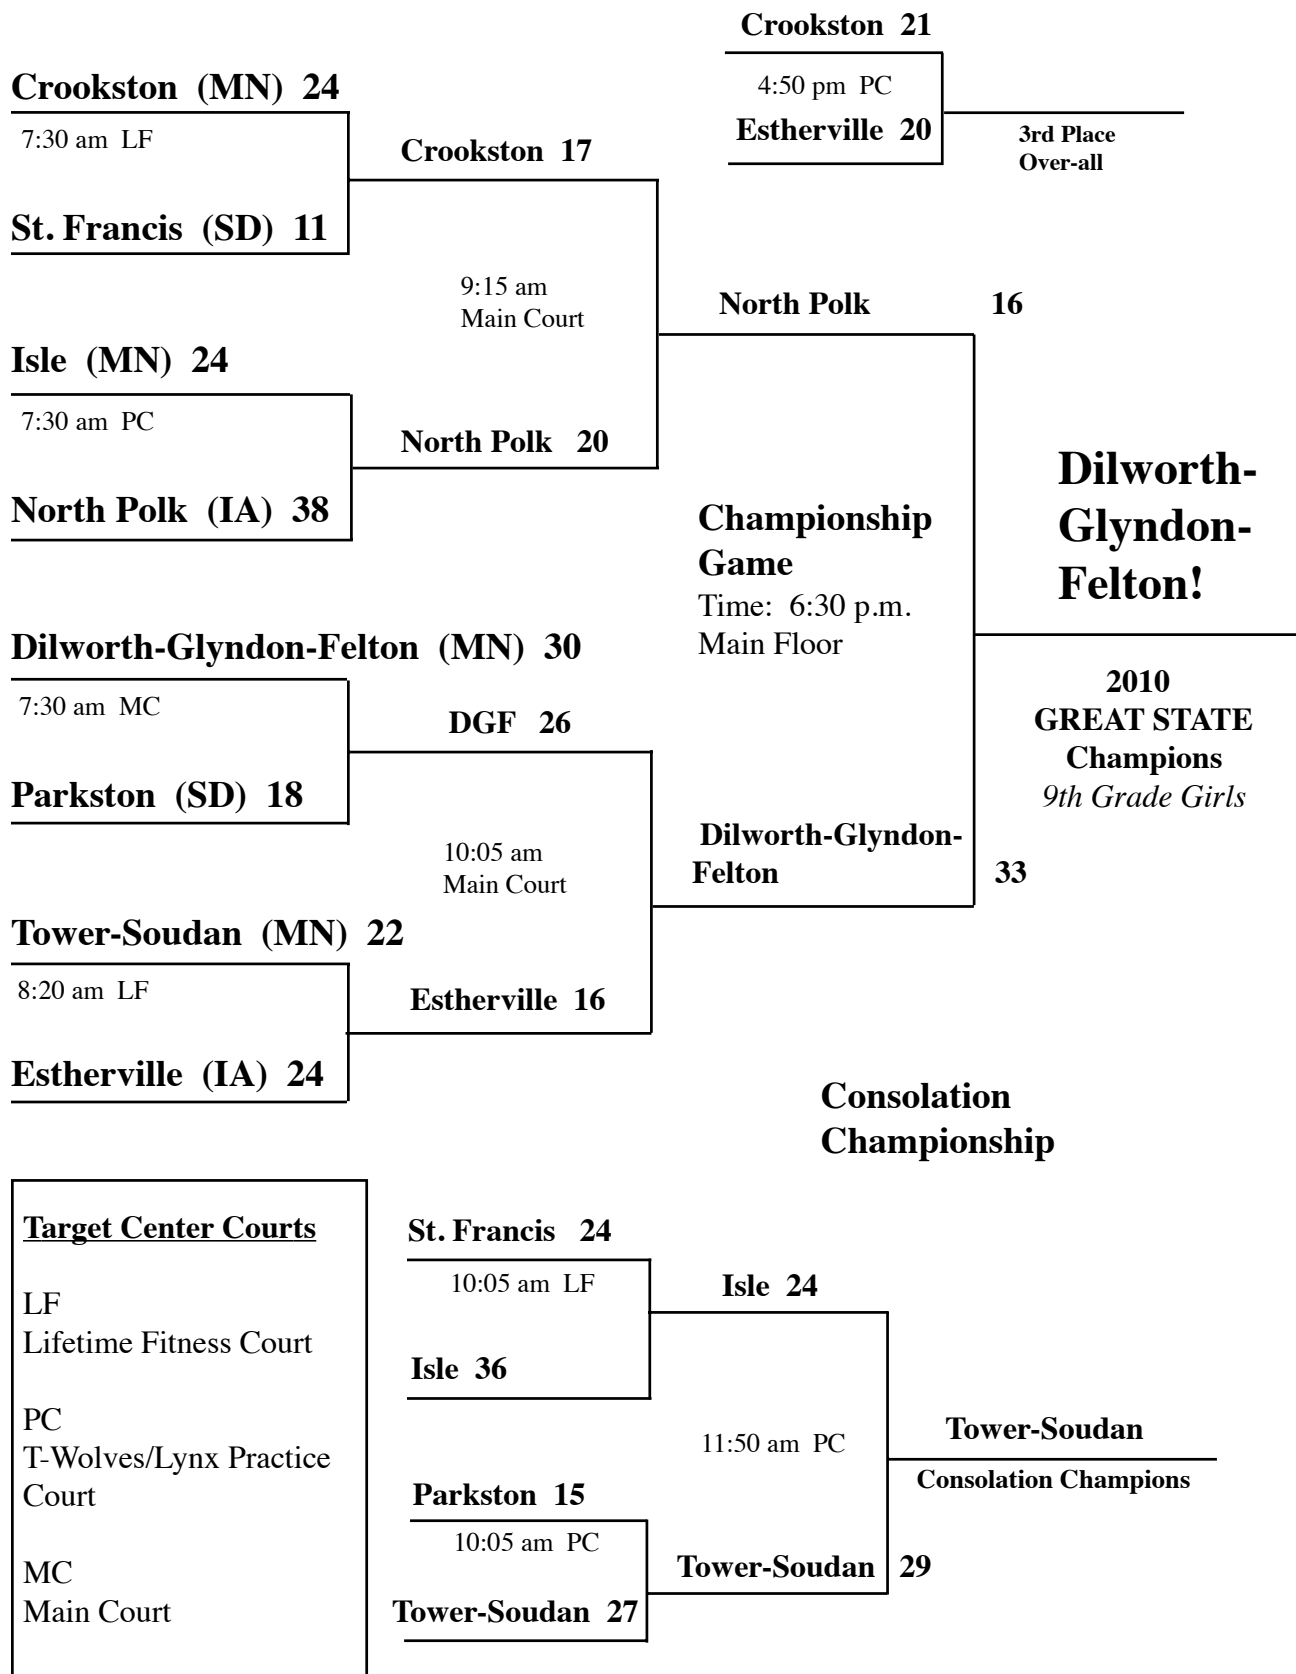 Crookston 21
4:50 pm PC
Estherville 20
3rd Place
Over-all
Crookston (MN) 24
7:30 am LF
St. Francis (SD) 11
Crookston 17
9:15 am
Main Court
Isle (MN) 24
7:30 am PC
North Polk (IA) 38
North Polk 20
North Polk 16
Championship
Game
Time: 6:30 p.m.
Main Floor
Dilworth-
Glyndon-
Felton!
2010
GREAT STATE
Champions
9th Grade Girls
Dilworth-Glyndon-Felton (MN) 30
7:30 am MC
Parkston (SD) 18
DGF 26
10:05 am
Main Court
Dilworth-Glyndon-
Felton 33
Tower-Soudan (MN) 22
8:20 am LF
Estherville (IA) 24
Estherville 16
Consolation
Championship
Target Center Courts
LF
Lifetime Fitness Court
PC
T-Wolves/Lynx Practice
Court
MC
Main Court
St. Francis 24
10:05 am LF
Isle 36
Isle 24
11:50 am PC
Parkston 15
10:05 am PC
Tower-Soudan 27
Tower-Soudan 29
Tower-Soudan
Consolation Champions